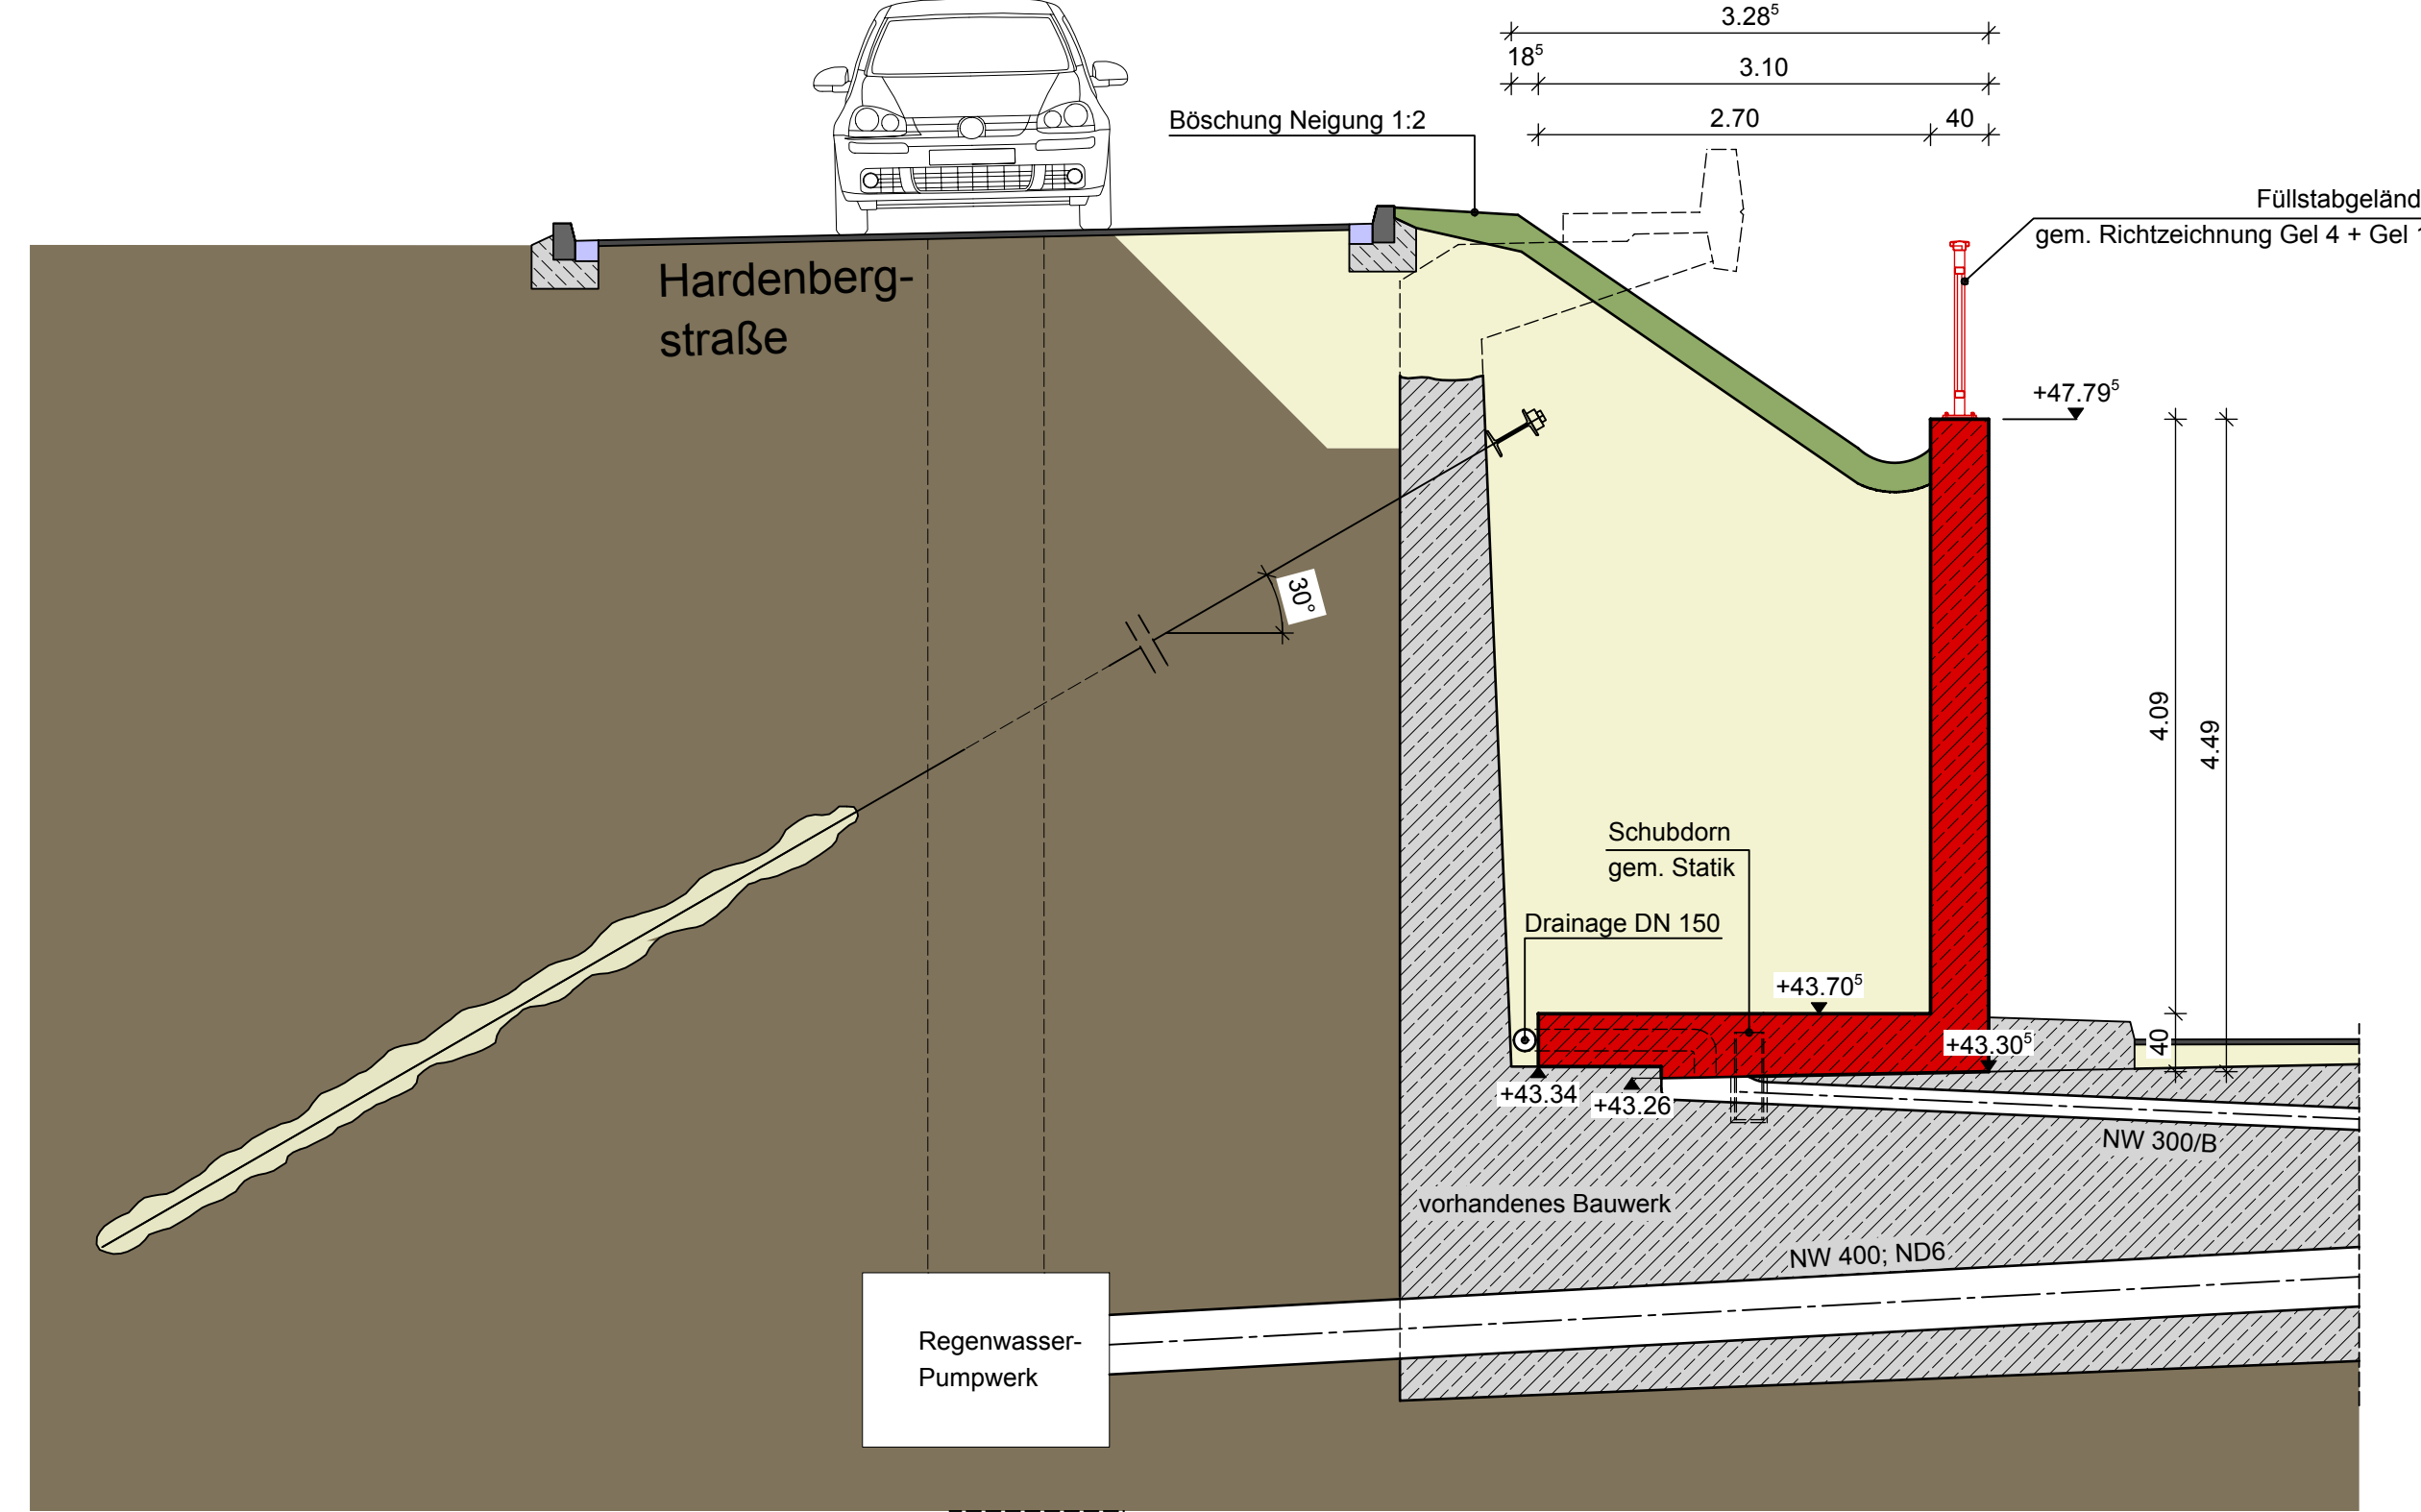 3.28⁵
18⁵
3.10
Böschung Neigung 1:2
2.70
40
Füllstabgeländ
gem. Richtzeichnung Gel 4 + Gel 1
Hardenberg-
straße
+47.79⁵
30°
4.09
4.49
Schubdorn
gem. Statik
Drainage DN 150
+43.70⁵
+43.30⁵
40
+43.34
+43.26
NW 300/B
vorhandenes Bauwerk
NW 400; ND6
Regenwasser-
Pumpwerk